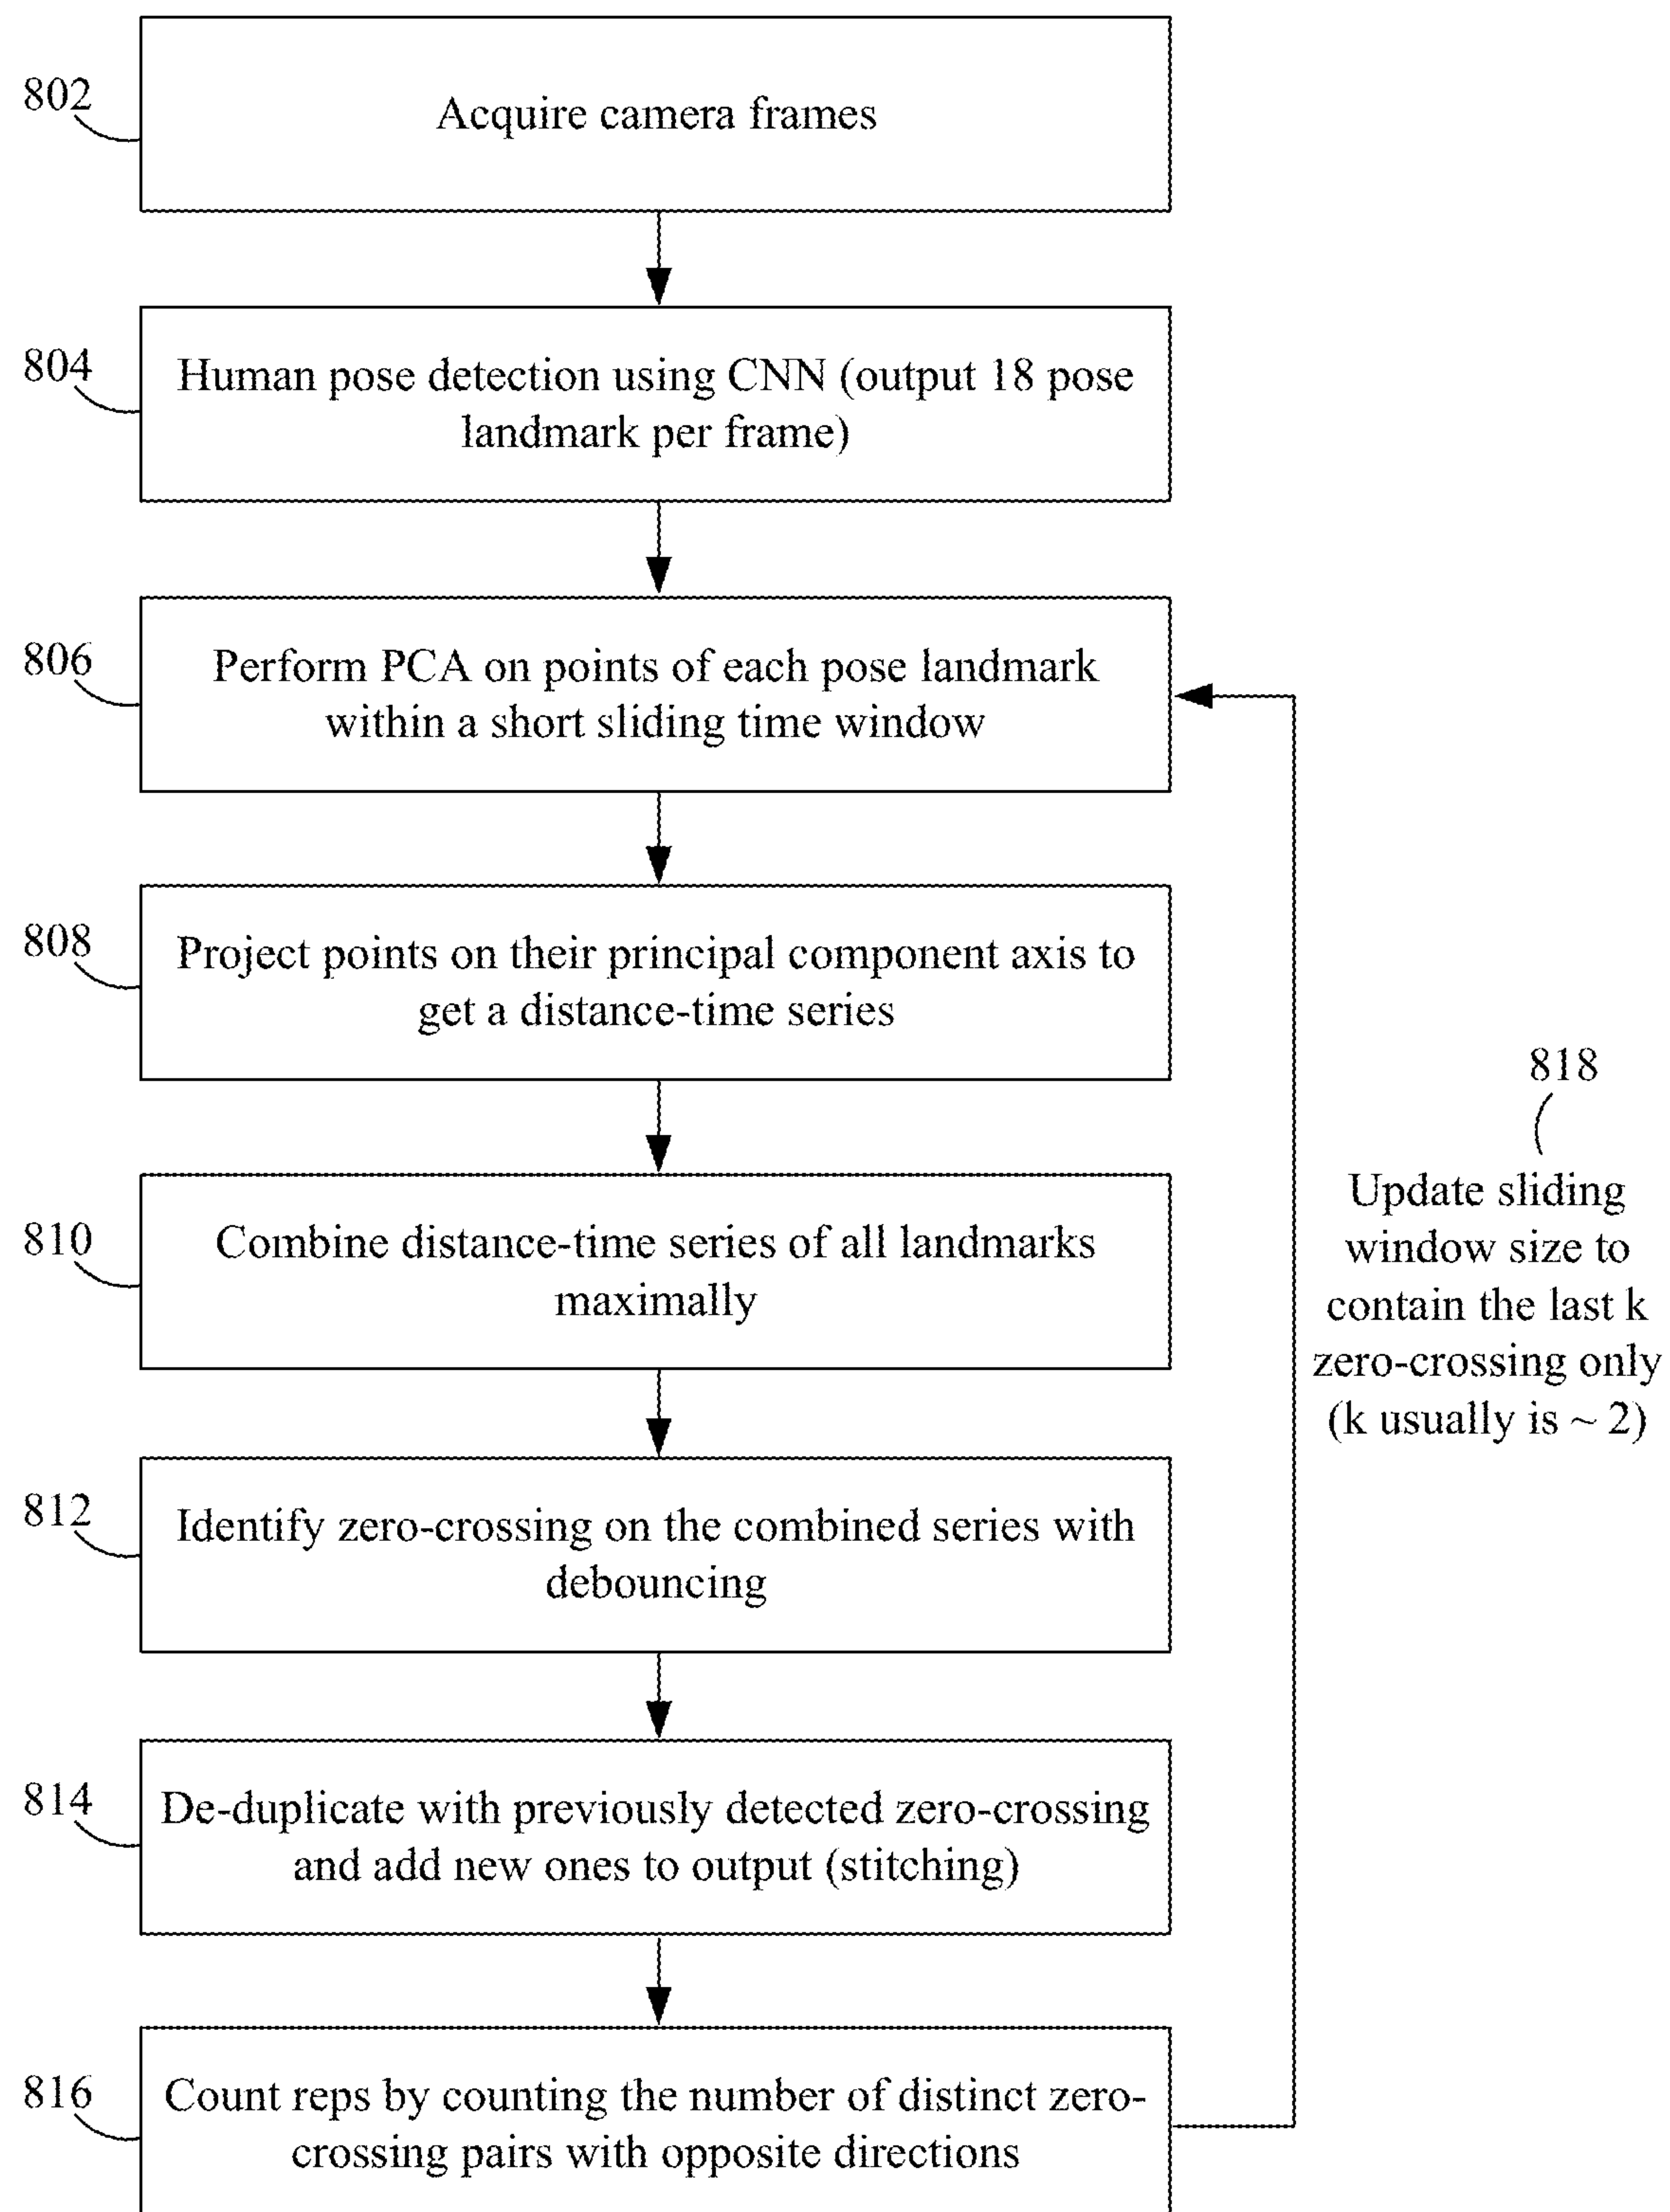 802
Acquire camera frames
804
Human pose detection using CNN (output 18 pose
landmark per frame)
806
Perform PCA on points of each pose landmark
within a short sliding time window
808
Project points on their principal component axis to
get a distance-time series
810
Combine distance-time series of all landmarks
maximally
812
Identify zero-crossing on the combined series with
debouncing
814
De-duplicate with previously detected zero-crossing
and add new ones to output (stitching)
816
Count reps by counting the number of distinct zero-
crossing pairs with opposite directions
818
Update sliding
window size to
contain the last k
zero-crossing only
(k usually is ~ 2)